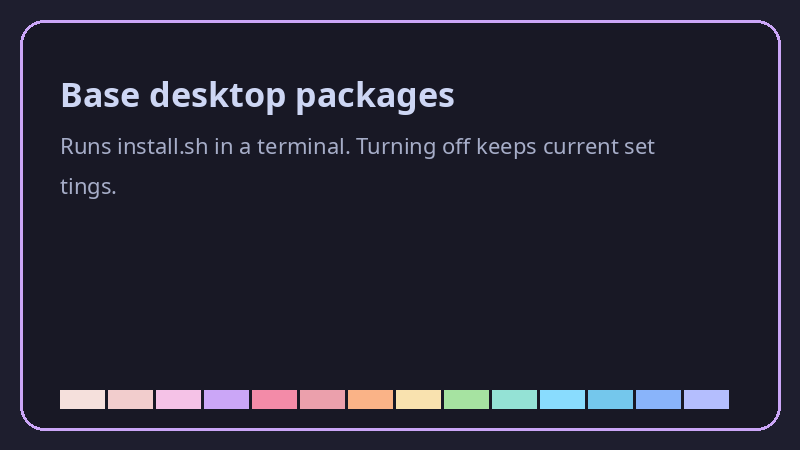 Base desktop packages
Runs install.sh in a terminal. Turning off keeps current set
tings.